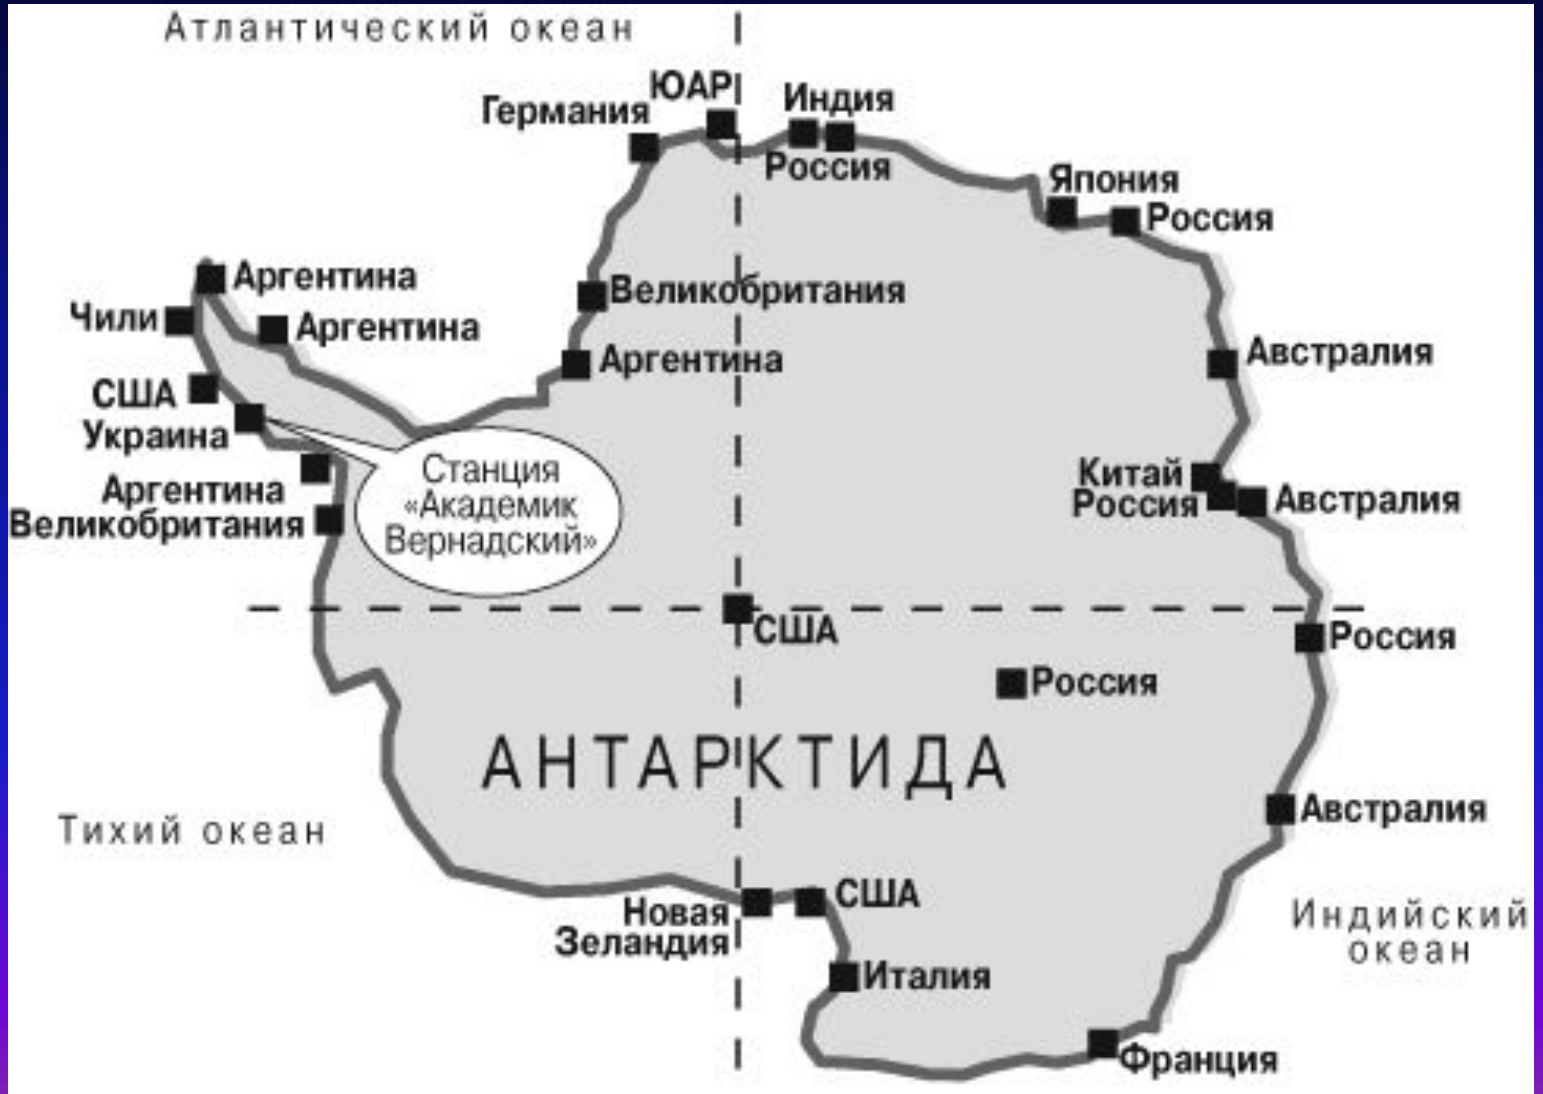 Атлантический океан
ЮАР
Индия
Германия
Россия
Япония
Россия
Аргентина
Великобритания
Чили
Аргентина
Австралия
Аргентина
США
Украина
Станция
«Академик
Вернадский»
Китай
Россия
Австралия
Аргентина
Великобритания
США
Россия
Россия
АНТАРКТИДА
Тихий океан
Австралия
США
Новая
Зеландия
Индийский
океан
Италия
Франция